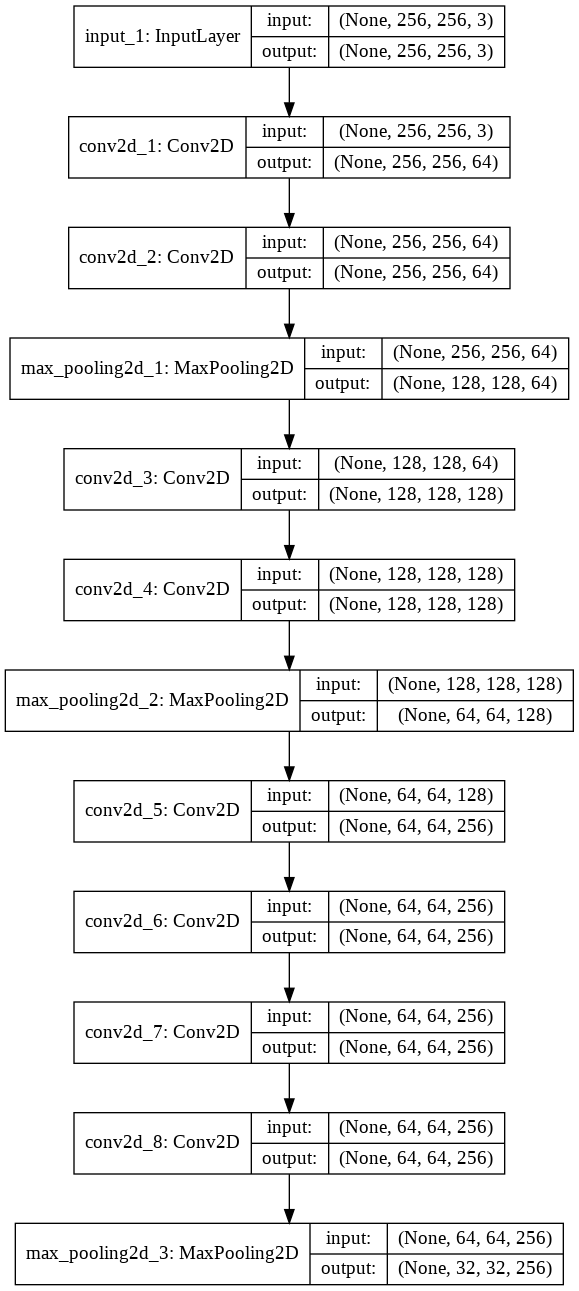 input_1: InputLayer
input: (None, 256, 256, 3)
output: (None, 256, 256, 3)
conv2d_1: Conv2D
input: (None, 256, 256, 3)
output: (None, 256, 256, 64)
conv2d_2: Conv2D
input: (None, 256, 256, 64)
output: (None, 256, 256, 64)
max_pooling2d_1: MaxPooling2D
input: (None, 256, 256, 64)
output: (None, 128, 128, 64)
conv2d_3: Conv2D
input: (None, 128, 128, 64)
output: (None, 128, 128, 128)
conv2d_4: Conv2D
input: (None, 128, 128, 128)
output: (None, 128, 128, 128)
max_pooling2d_2: MaxPooling2D
input: (None, 128, 128, 128)
output: (None, 64, 64, 128)
conv2d_5: Conv2D
input: (None, 64, 64, 128)
output: (None, 64, 64, 256)
conv2d_6: Conv2D
input: (None, 64, 64, 256)
output: (None, 64, 64, 256)
conv2d_7: Conv2D
input: (None, 64, 64, 256)
output: (None, 64, 64, 256)
conv2d_8: Conv2D
input: (None, 64, 64, 256)
output: (None, 64, 64, 256)
max_pooling2d_3: MaxPooling2D
input: (None, 64, 64, 256)
output: (None, 32, 32, 256)